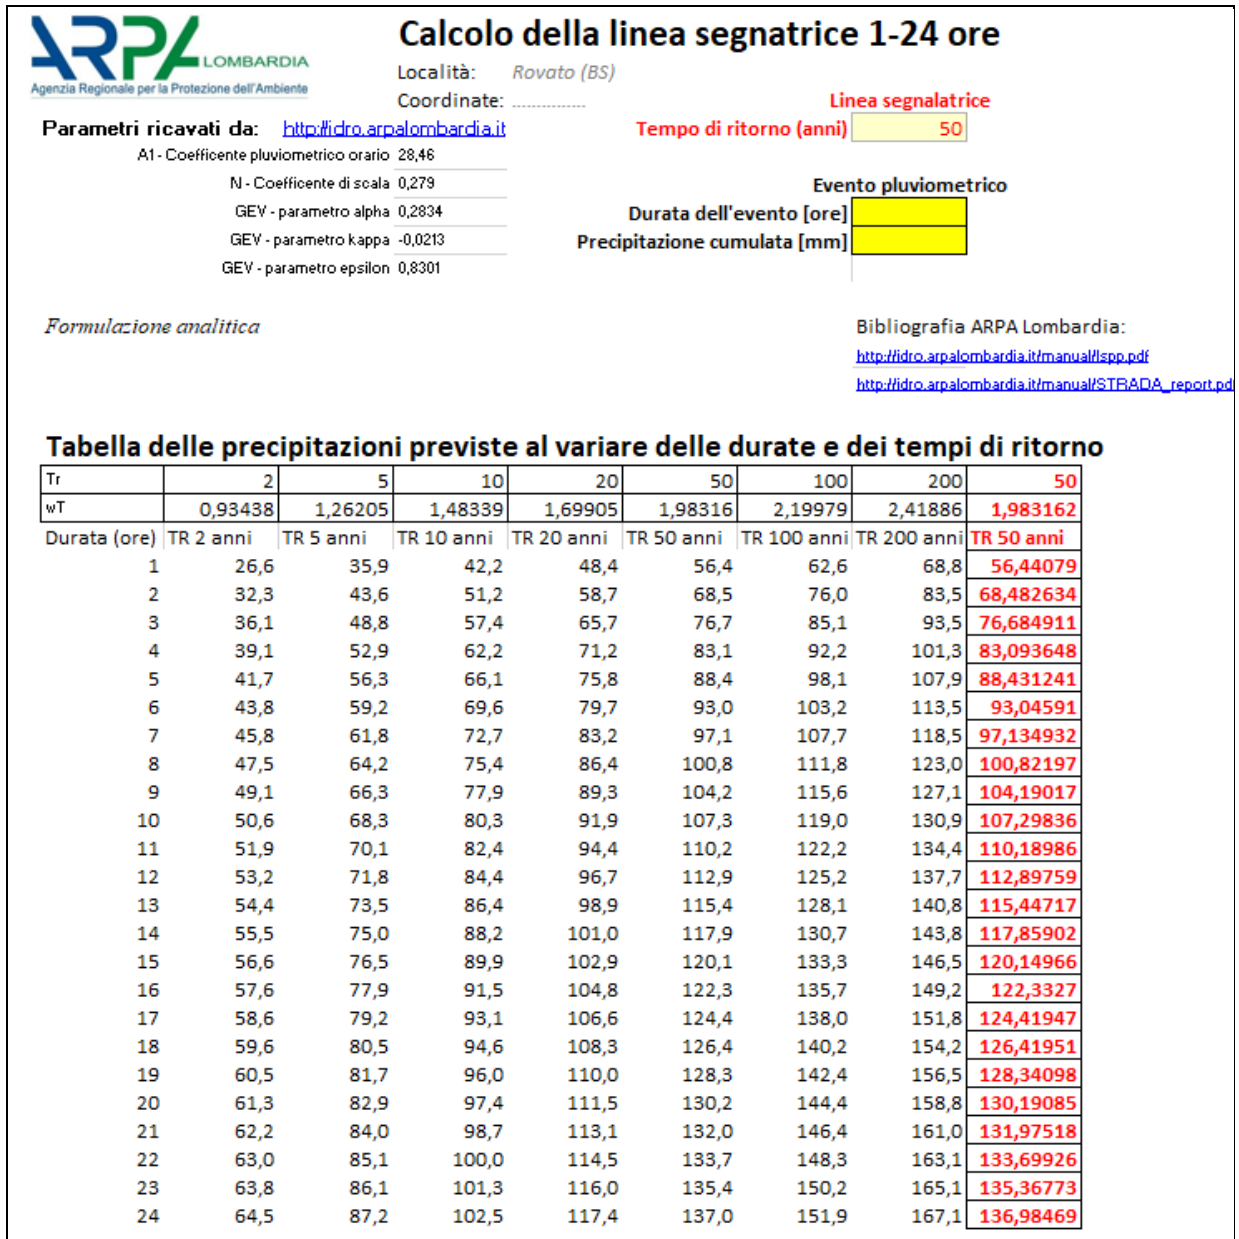 ARPA LOMBARDIA
Agenzia Regionale per la Protezione dell'Ambiente
Calcolo della linea segnatrice 1-24 ore
Località: Rovato (BS)
Coordinate: ...............
Linea segnalatrice
Parametri ricavati da: http://idro.arpalombardia.it
Tempo di ritorno (anni) 50
A1 - Coefficente pluviometrico orario 28,46
N - Coefficente di scala 0,279
Evento pluviometrico
GEV - parametro alpha 0,2834
Durata dell'evento [ore]
GEV - parametro kappa -0,0213
Precipitazione cumulata [mm]
GEV - parametro epsilon 0,8301
Formulazione analitica
Bibliografia ARPA Lombardia:
http://idro.arpalombardia.it/manual/lspp.pdf
http://idro.arpalombardia.it/manual/STRADA_report.pdf
Tabella delle precipitazioni previste al variare delle durate e dei tempi di ritorno
Tr 2 5 10 20 50 100 200 50
wT 0,93438 1,26205 1,48339 1,69905 1,98316 2,19979 2,41886 1,983162
Durata (ore) TR 2 anni TR 5 anni TR 10 anni TR 20 anni TR 50 anni TR 100 anni TR 200 anni TR 50 anni
1 26,6 35,9 42,2 48,4 56,4 62,6 68,8 56,44079
2 32,3 43,6 51,2 58,7 68,5 76,0 83,5 68,482634
3 36,1 48,8 57,4 65,7 76,7 85,1 93,5 76,684911
4 39,1 52,9 62,2 71,2 83,1 92,2 101,3 83,093648
5 41,7 56,3 66,1 75,8 88,4 98,1 107,9 88,431241
6 43,8 59,2 69,6 79,7 93,0 103,2 113,5 93,04591
7 45,8 61,8 72,7 83,2 97,1 107,7 118,5 97,134932
8 47,5 64,2 75,4 86,4 100,8 111,8 123,0 100,82197
9 49,1 66,3 77,9 89,3 104,2 115,6 127,1 104,19017
10 50,6 68,3 80,3 91,9 107,3 119,0 130,9 107,29836
11 51,9 70,1 82,4 94,4 110,2 122,2 134,4 110,18986
12 53,2 71,8 84,4 96,7 112,9 125,2 137,7 112,89759
13 54,4 73,5 86,4 98,9 115,4 128,1 140,8 115,44717
14 55,5 75,0 88,2 101,0 117,9 130,7 143,8 117,85902
15 56,6 76,5 89,9 102,9 120,1 133,3 146,5 120,14966
16 57,6 77,9 91,5 104,8 122,3 135,7 149,2 122,3327
17 58,6 79,2 93,1 106,6 124,4 138,0 151,8 124,41947
18 59,6 80,5 94,6 108,3 126,4 140,2 154,2 126,41951
19 60,5 81,7 96,0 110,0 128,3 142,4 156,5 128,34098
20 61,3 82,9 97,4 111,5 130,2 144,4 158,8 130,19085
21 62,2 84,0 98,7 113,1 132,0 146,4 161,0 131,97518
22 63,0 85,1 100,0 114,5 133,7 148,3 163,1 133,69926
23 63,8 86,1 101,3 116,0 135,4 150,2 165,1 135,36773
24 64,5 87,2 102,5 117,4 137,0 151,9 167,1 136,98469